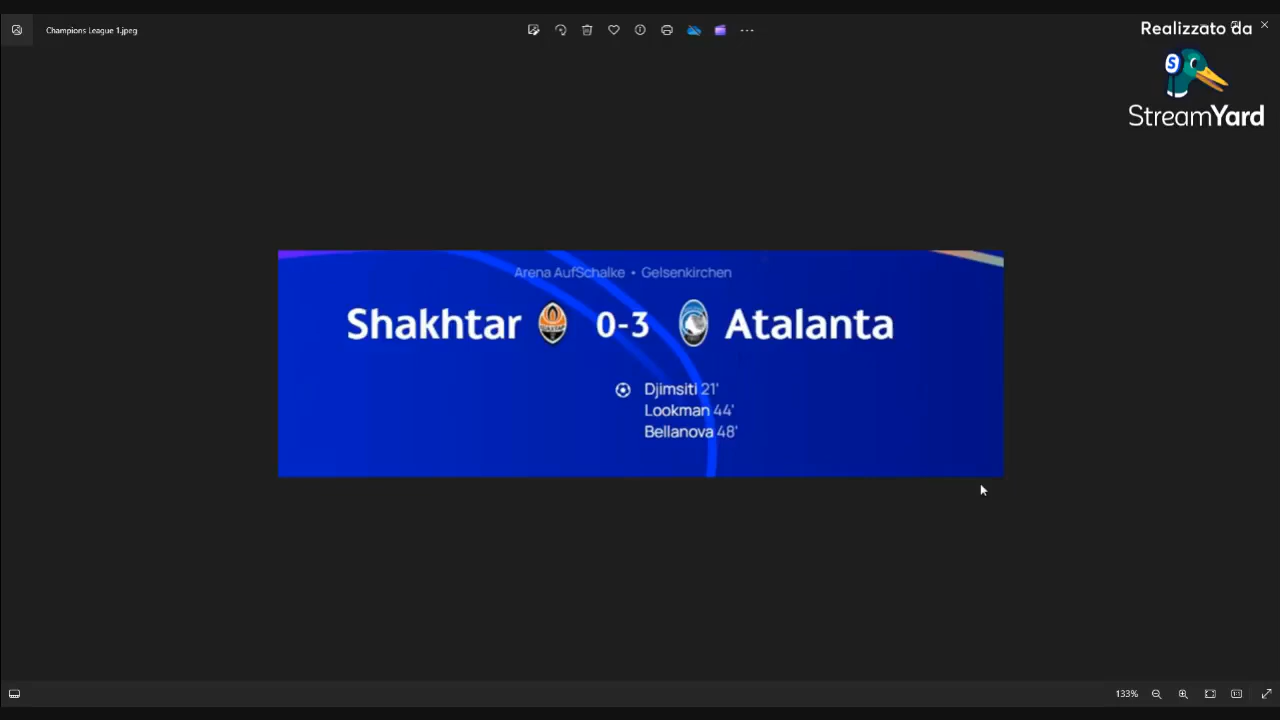 Champions League 1.jpeg
Realizzato da
StreamYard
Arena AufSchalke • Gelsenkirchen
Shakhtar 0-3 Atalanta
Djimsiti 21'
Lookman 44'
Bellanova 48'
133%